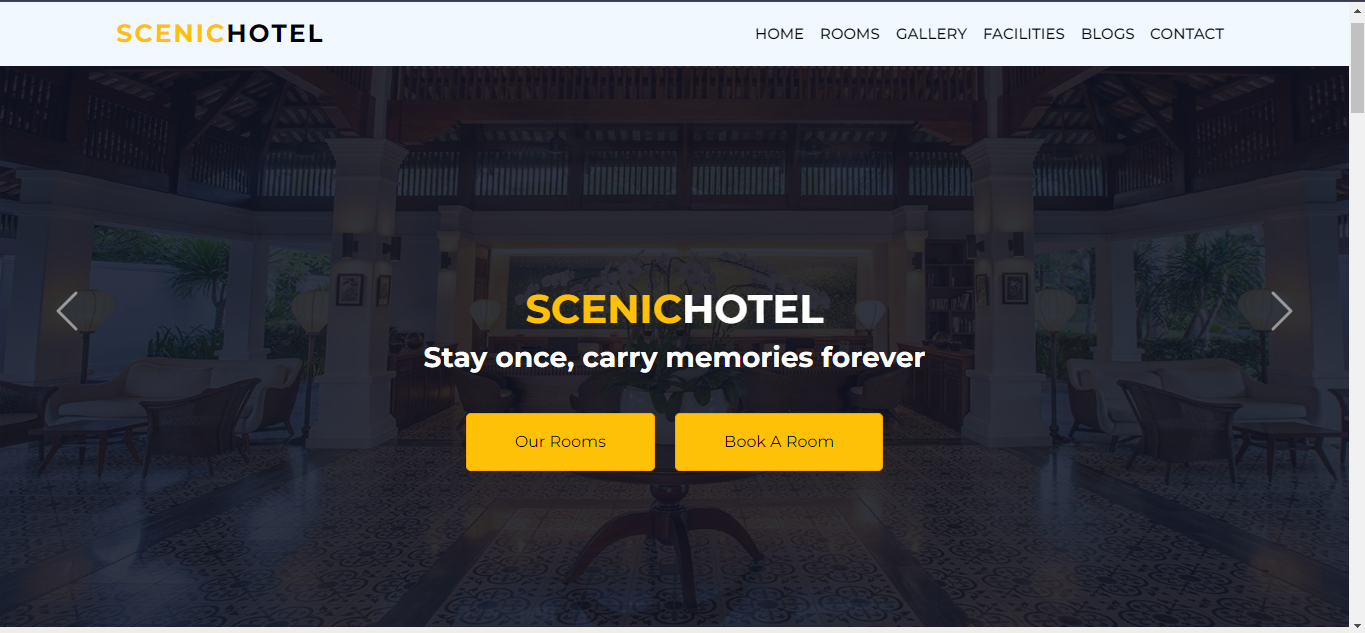 SCENICHOTEL
HOME ROOMS GALLERY FACILITIES BLOGS CONTACT
SCENICHOTEL
Stay once, carry memories forever
Our Rooms
Book A Room